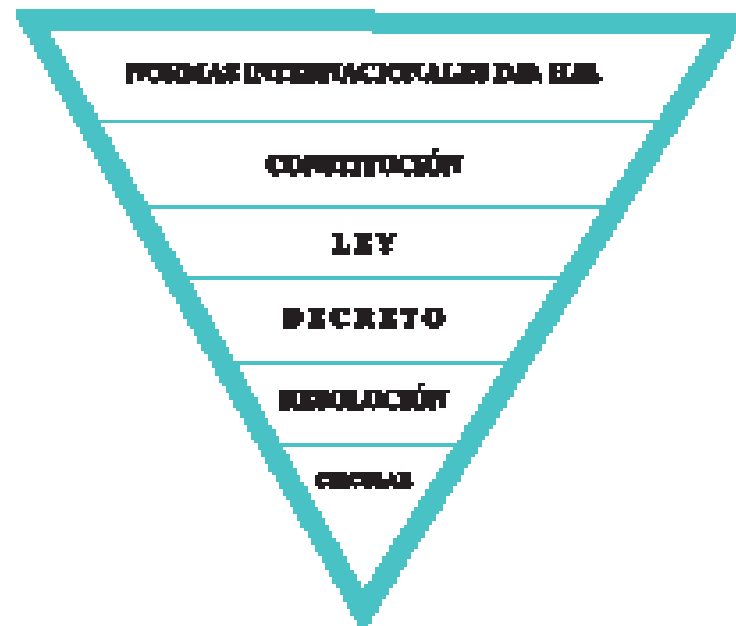 NORMAS INTERNACIONALES
CONSTITUCIÓN
LEY
DECRETO
RESOLUCIÓN
CIRCULAR